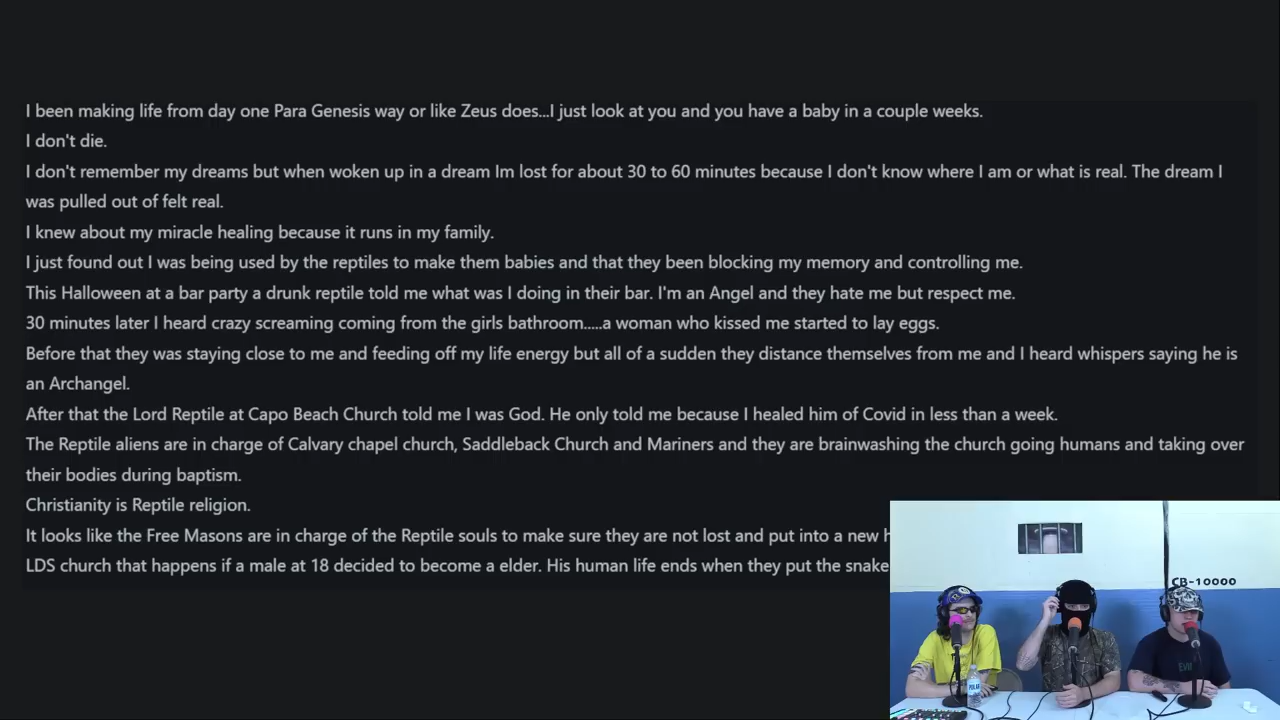 I been making life from day one Para Genesis way or like Zeus does...I just look at you and you have a baby in a couple weeks.
I don't die.
I don't remember my dreams but when woken up in a dream Im lost for about 30 to 60 minutes because I don't know where I am or what is real. The dream I
was pulled out of felt real.
I knew about my miracle healing because it runs in my family.
I just found out I was being used by the reptiles to make them babies and that they been blocking my memory and controlling me.
This Halloween at a bar party a drunk reptile told me what was I doing in their bar. I'm an Angel and they hate me but respect me.
30 minutes later I heard crazy screaming coming from the girls bathroom.....a woman who kissed me started to lay eggs.
Before that they was staying close to me and feeding off my life energy but all of a sudden they distance themselves from me and I heard whispers saying he is
an Archangel.
After that the Lord Reptile at Capo Beach Church told me I was God. He only told me because I healed him of Covid in less than a week.
The Reptile aliens are in charge of Calvary chapel church, Saddleback Church and Mariners and they are brainwashing the church going humans and taking over
their bodies during baptism.
Christianity is Reptile religion.
It looks like the Free Masons are in charge of the Reptile souls to make sure they are not lost and put into a new
LDS church that happens if a male at 18 decided to become a elder. His human life ends when they put the snake
CB-10000
POLAR
EVIL